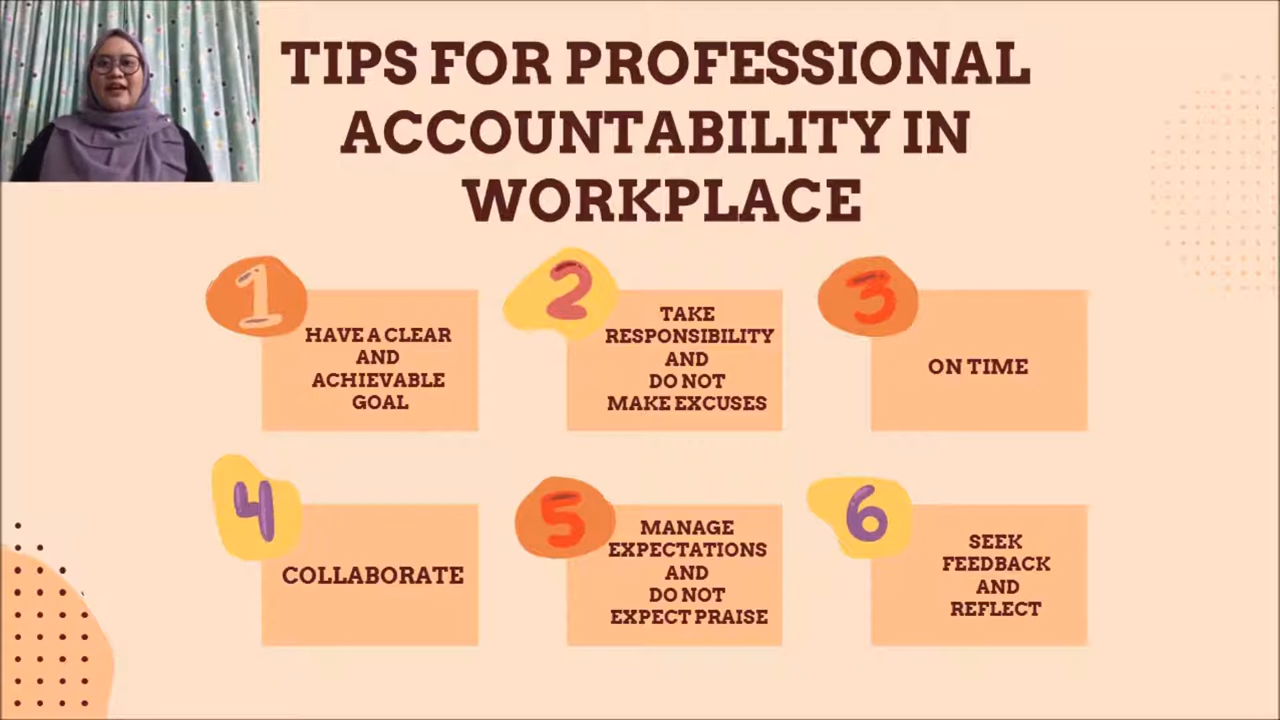 TIPS FOR PROFESSIONAL
ACCOUNTABILITY IN
WORKPLACE
1
HAVE A CLEAR
AND
ACHIEVABLE
GOAL
2
TAKE
RESPONSIBILITY
AND
DO NOT
MAKE EXCUSES
3
ON TIME
4
COLLABORATE
5
MANAGE
EXPECTATIONS
AND
DO NOT
EXPECT PRAISE
6
SEEK
FEEDBACK
AND
REFLECT